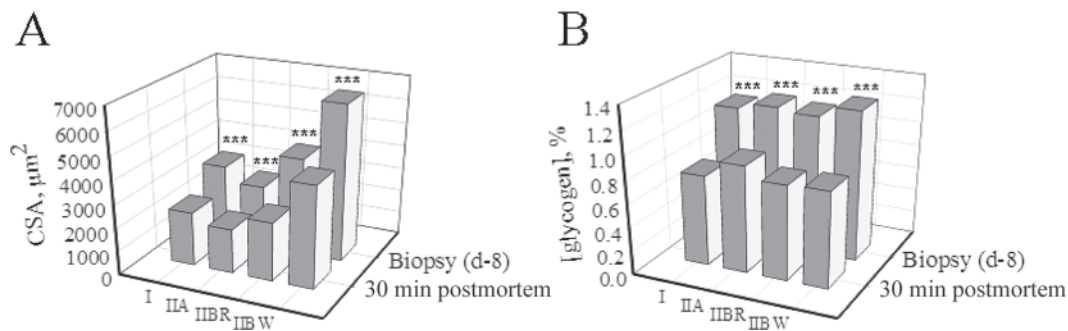 A
CSA, μm²
7000
6000
5000
4000
3000
2000
1000
0
***
***
***
***
I
IIA
IIBR
IIBW
Biopsy (d-8)
30 min postmortem
B
[glycogen], %
1.4
1.2
1.0
0.8
0.6
0.4
0.2
0.0
***
***
***
I
IIA
IIBR
IIBW
Biopsy (d-8)
30 min postmortem